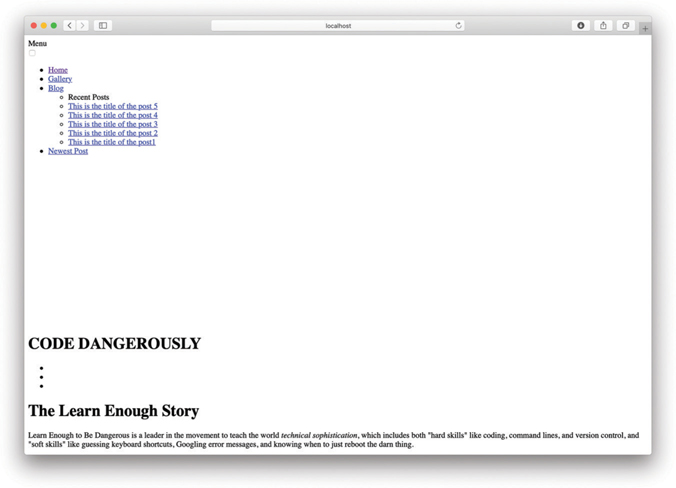 localhost
Menu
Home
Gallery
Blog
Recent Posts
This is the title of the post 5
This is the title of the post 4
This is the title of the post 3
This is the title of the post 2
This is the title of the post1
Newest Post
CODE DANGEROUSLY
The Learn Enough Story
Learn Enough to Be Dangerous is a leader in the movement to teach the world technical sophistication, which includes both "hard skills" like coding, command lines, and version control, and
"soft skills" like guessing keyboard shortcuts, Googling error messages, and knowing when to just reboot the darn thing.